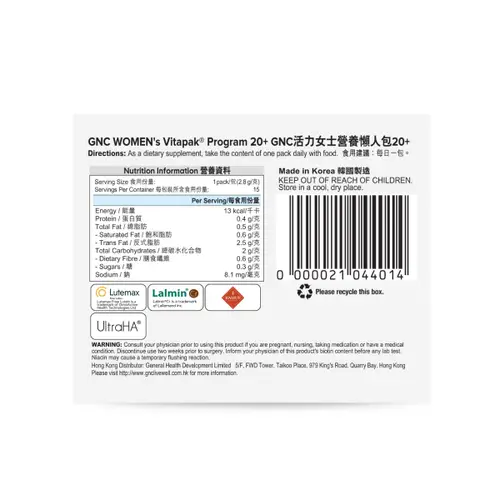 GNC WOMEN's Vitapak® Program 20+ GNC活力女士營養懶人包20+
Directions: As a dietary supplement, take the content of one pack daily with food. 食用建議：每日一包。
Nutrition Information 營養資料
Serving Size 食用份量: 1pack/包(2.8 g/克)
Servings Per Container 每包裝所含食用份量: 15
Per Serving/每食用份量
Energy / 能量 13 kcal/千卡
Protein / 蛋白質 0.4 g/克
Total Fat / 總脂肪 0.5 g/克
- Saturated Fat / 飽和脂肪 0.6 g/克
- Trans Fat / 反式脂肪 2.5 g/克
Total Carbohydrates / 總碳水化合物 2 g/克
- Dietary Fibre / 膳食纖維 0.6 g/克
- Sugars / 糖 0.3 g/克
Sodium / 鈉 8.1 mg/毫克
Made in Korea 韓國製造
KEEP OUT OF REACH OF CHILDREN.
Store in a cool, dry place.
0 000021 044014
Please recycle this box.
Lutemax
Lalmin®
UltraHA®
WARNING: Consult your physician prior to using this product if you are pregnant, nursing, taking medication or have a medical
condition. Discontinue use two weeks prior to surgery. Inform your physician of this product's biotin content before any lab test.
Niacin may cause a temporary flushing reaction.
Hong Kong Distributor: General Health Development Limited 5/F, FWD Tower, Taikoo Place, 979 King's Road, Quarry Bay, Hong Kong
Please visit http://www.gnclivewell.com.hk for more information.